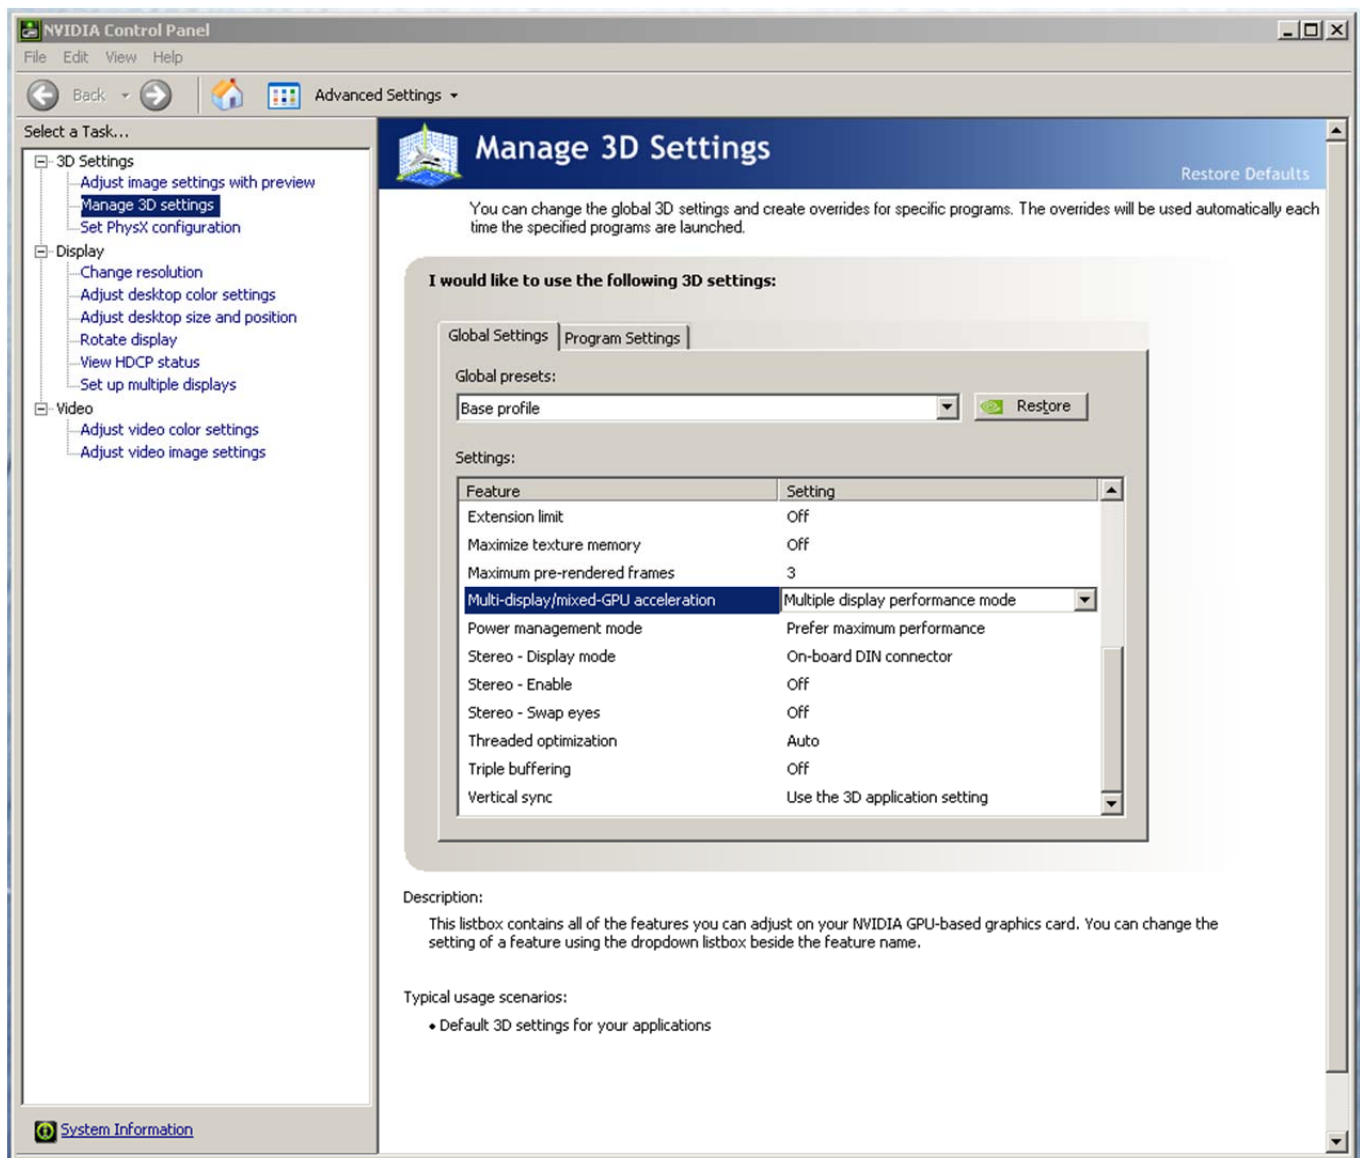 NVIDIA Control Panel
File Edit View Help
Back Advanced Settings
Select a Task...
3D Settings
Adjust image settings with preview
Manage 3D settings
Set PhysX configuration
Display
Change resolution
Adjust desktop color settings
Adjust desktop size and position
Rotate display
View HDCP status
Set up multiple displays
Video
Adjust video color settings
Adjust video image settings
System Information
Manage 3D Settings
Restore Defaults
You can change the global 3D settings and create overrides for specific programs. The overrides will be used automatically each
time the specified programs are launched.
I would like to use the following 3D settings:
Global Settings Program Settings
Global presets:
Base profile Restore
Settings:
Feature Setting
Extension limit Off
Maximize texture memory Off
Maximum pre-rendered frames 3
Multi-display/mixed-GPU acceleration Multiple display performance mode
Power management mode Prefer maximum performance
Stereo - Display mode On-board DIN connector
Stereo - Enable Off
Stereo - Swap eyes Off
Threaded optimization Auto
Triple buffering Off
Vertical sync Use the 3D application setting
Description:
This listbox contains all of the features you can adjust on your NVIDIA GPU-based graphics card. You can change the
setting of a feature using the dropdown listbox beside the feature name.
Typical usage scenarios:
• Default 3D settings for your applications